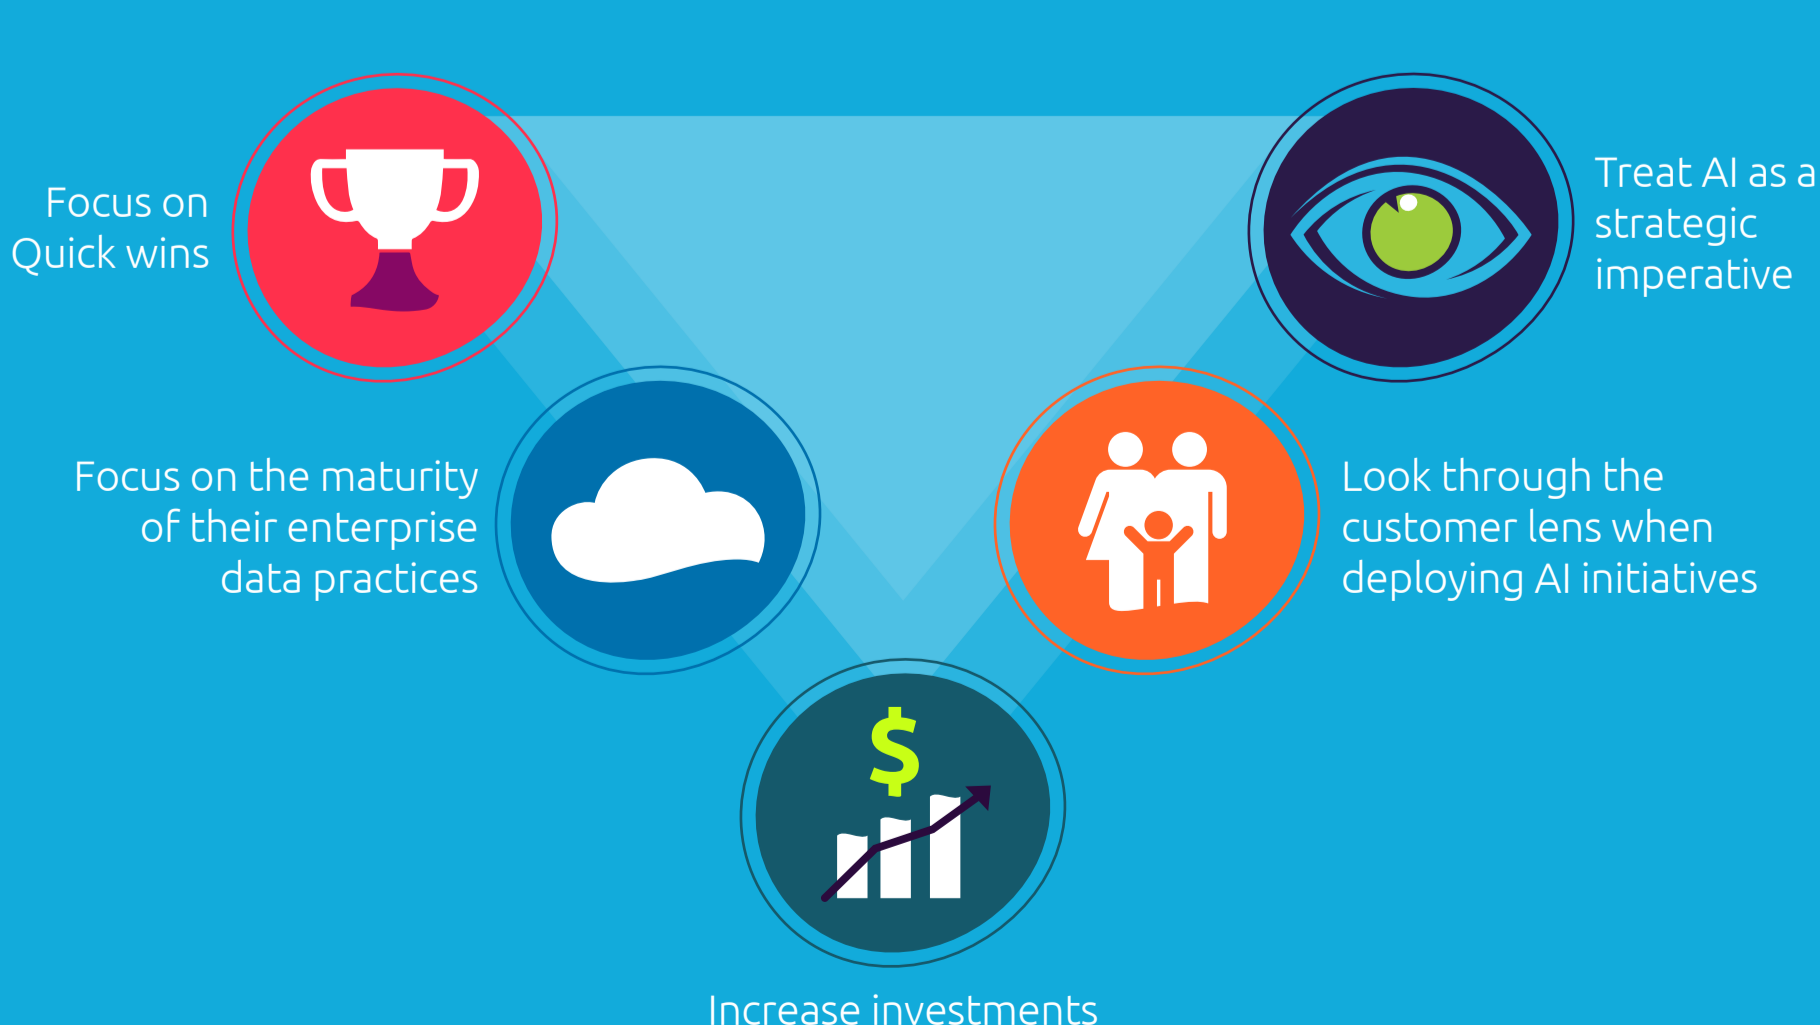 Focus on
Quick wins
Treat AI as a
strategic
imperative
Focus on the maturity
of their enterprise
data practices
Look through the
customer lens when
deploying AI initiatives
$
Increase investments